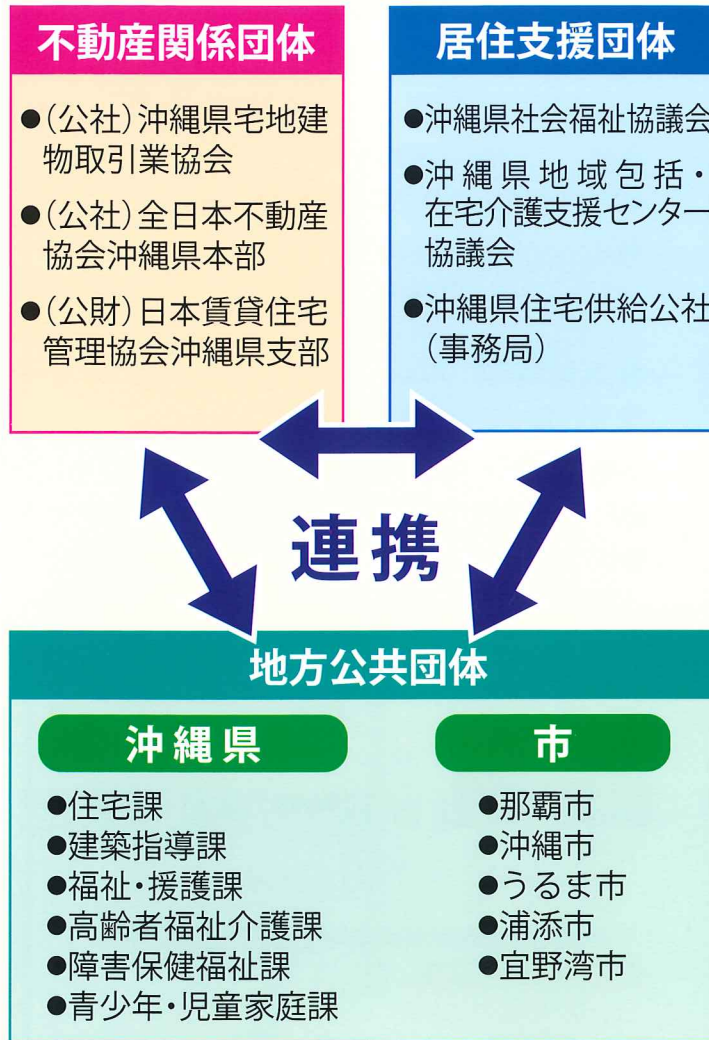 不動産関係団体
●(公社)沖縄県宅地建
物取引業協会
●(公社)全日本不動産
協会沖縄県本部
●(公財)日本賃貸住宅
管理協会沖縄県支部
居住支援団体
●沖縄県社会福祉協議会
●沖縄県地域包括・
在宅介護支援センター
協議会
●沖縄県住宅供給公社
(事務局)
連携
地方公共団体
沖縄県
●住宅課
●建築指導課
●福祉・援護課
●高齢者福祉介護課
●障害保健福祉課
●青少年・児童家庭課
市
●那覇市
●沖縄市
●うるま市
●浦添市
●宜野湾市